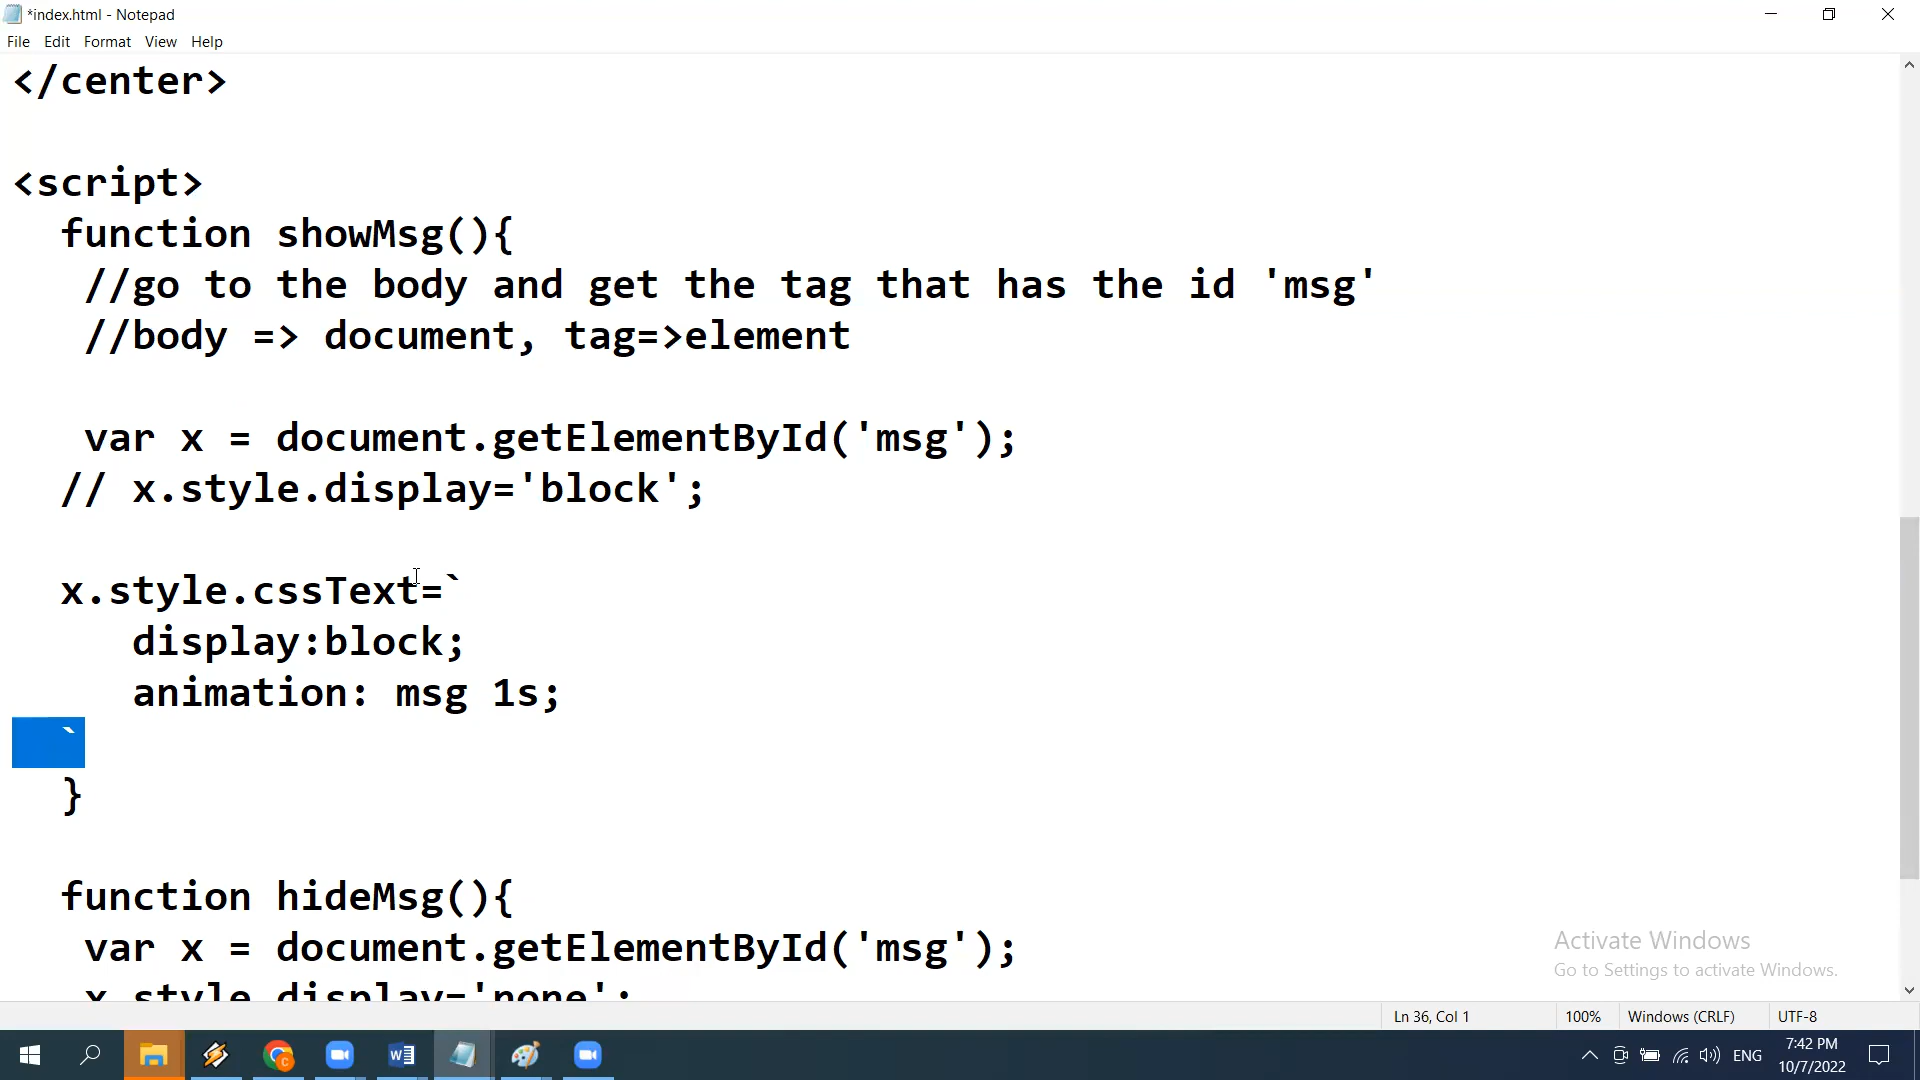 *index.html - Notepad
File Edit Format View Help
</center>
<script>
function showMsg(){
//go to the body and get the tag that has the id 'msg'
//body => document, tag=>element
var x = document.getElementById('msg');
// x.style.display='block';
x.style.cssText=`
display:block;
animation: msg 1s;
`
}
function hideMsg(){
var x = document.getElementById('msg');
x.style.display='none';
Activate Windows
Go to Settings to activate Windows.
Ln 36, Col 1 100% Windows (CRLF) UTF-8
ENG 7:42 PM
10/7/2022